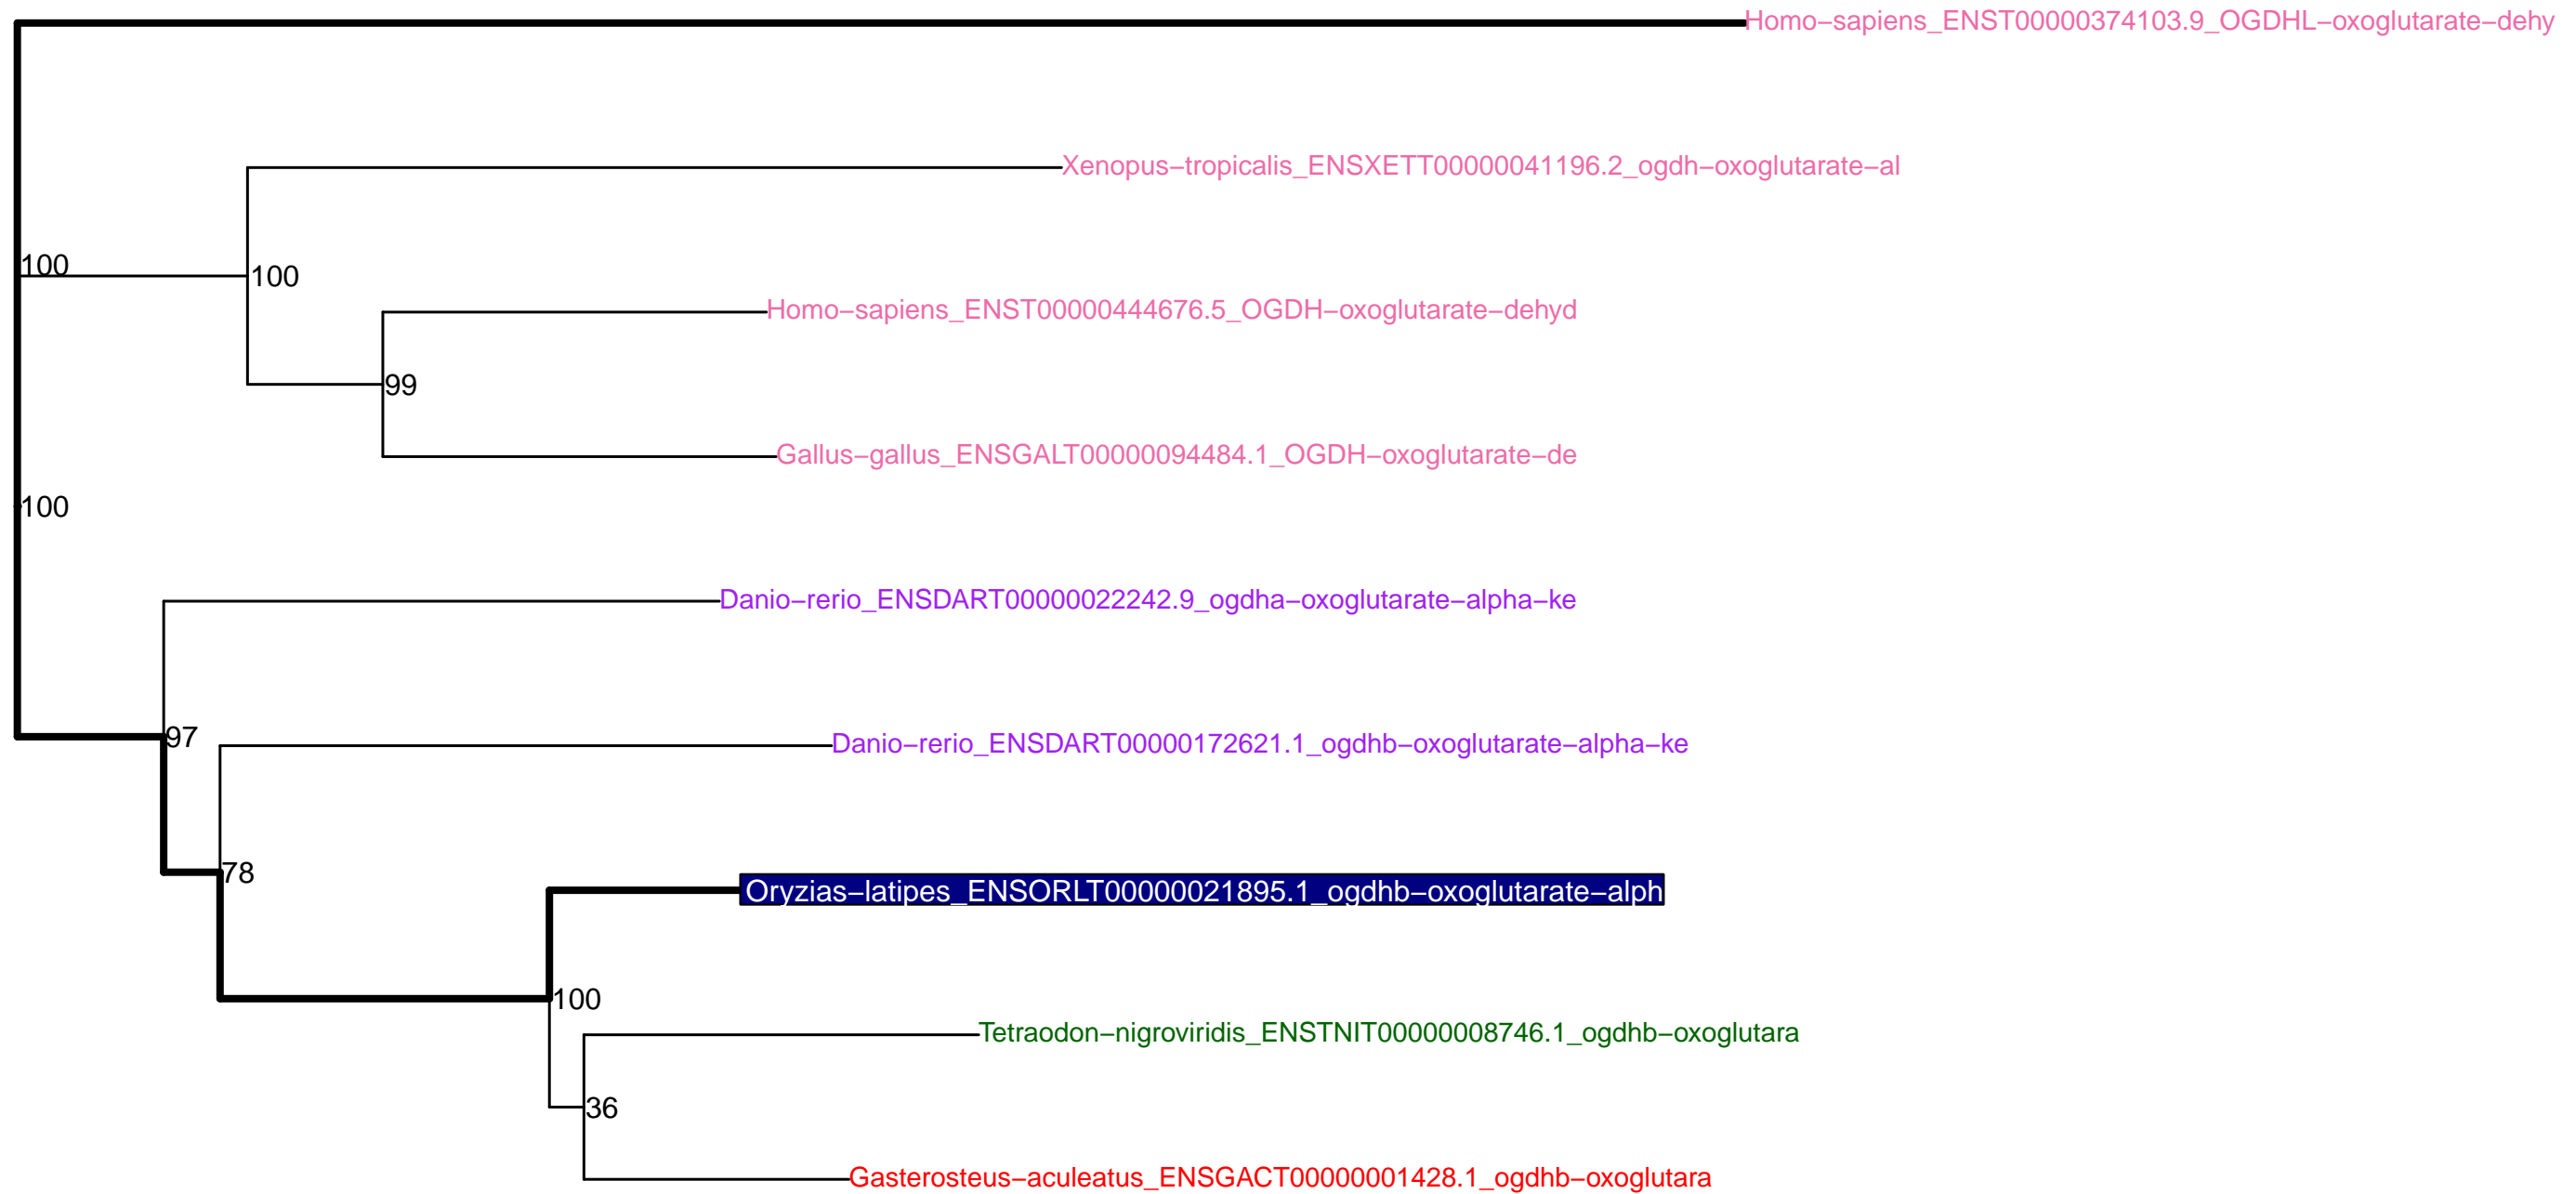 Homo−sapiens_ENST00000374103.9_OGDHL−oxoglutarate−dehy
Xenopus−tropicalis_ENSXETT00000041196.2_ogdh−oxoglutarate−al
100
100
Homo−sapiens_ENST00000444676.5_OGDH−oxoglutarate−dehyd
99
Gallus−gallus_ENSGALT00000094484.1_OGDH−oxoglutarate−de
100
Danio−rerio_ENSDART00000022242.9_ogdha−oxoglutarate−alpha−ke
97
Danio−rerio_ENSDART00000172621.1_ogdhb−oxoglutarate−alpha−ke
78
Oryzias−latipes_ENSORLT00000021895.1_ogdhb−oxoglutarate−alph
100
Tetraodon−nigroviridis_ENSTNIT00000008746.1_ogdhb−oxoglutara
36
Gasterosteus−aculeatus_ENSGACT00000001428.1_ogdhb−oxoglutara